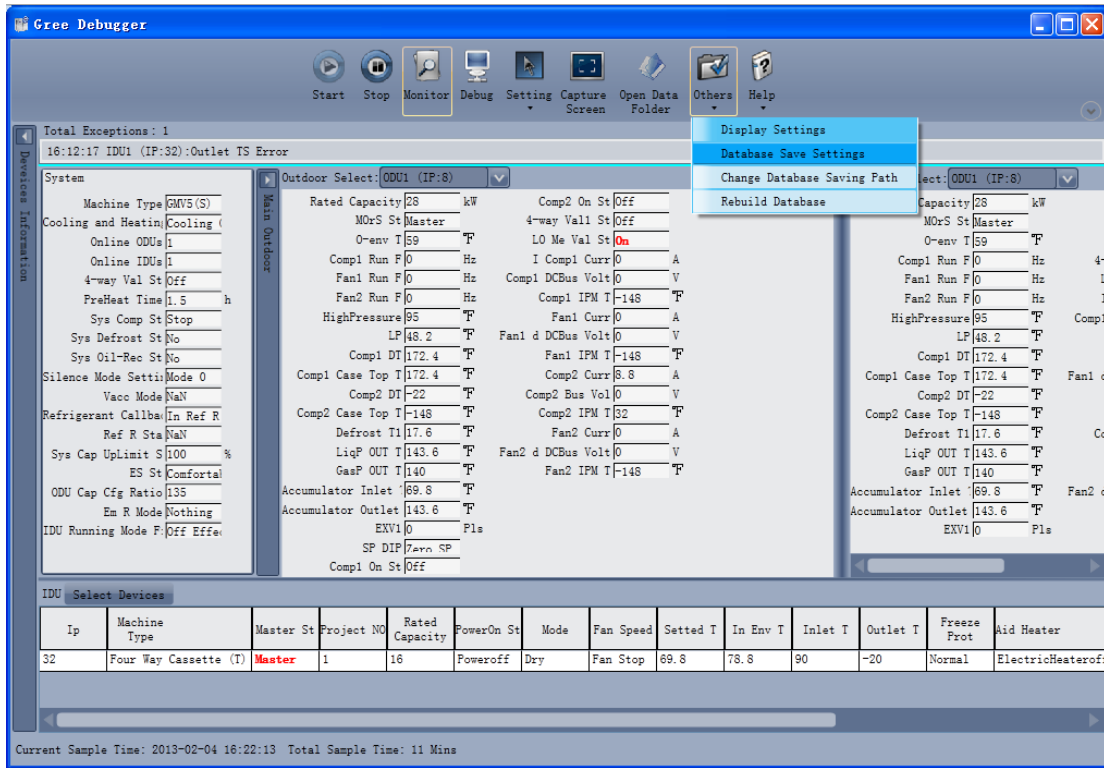 Gree Debugger
Start Stop Monitor Debug Setting Capture Screen Open Data Folder Others Help
Display Settings
Database Save Settings
Change Database Saving Path
Rebuild Database
Total Exceptions: 1
16:12:17 IDU1 (IP:32):Outlet TS Error
Deveices Information
System
Machine Type GMV5(S)
Cooling and Heatin Cooling (
Online ODUs 1
Online IDUs 1
4-way Val St Off
PreHeat Time 1.5 h
Sys Comp St Stop
Sys Defrost St No
Sys Oil-Rec St No
Silence Mode Setti Mode 0
Vacc Mode NaN
Refrigerant Callba In Ref R
Ref R Sta NaN
Sys Cap UpLimit S 100 %
ES St Comforta
ODU Cap Cfg Ratio 135
Em R Mode Nothing
IDU Running Mode F: Off Effe
Main Outdoor
Outdoor Select: ODU1 (IP:8)
Rated Capacity 28 kW
MOrS St Master
O-env T 59 ℉
Comp1 Run F 0 Hz
Fan1 Run F 0 Hz
Fan2 Run F 0 Hz
HighPressure 95 ℉
LP 48.2 ℉
Comp1 DT 172.4 ℉
Comp1 Case Top T 172.4 ℉
Comp2 DT -22 ℉
Comp2 Case Top T -148 ℉
Defrost T1 17.6 ℉
LiqP OUT T 143.6 ℉
GasP OUT T 140 ℉
Accumulator Inlet 69.8 ℉
Accumulator Outlet 143.6 ℉
EXV1 0 Pls
SP DIP Zero SP
Comp1 On St Off
Comp2 On St Off
4-way Val1 St Off
LO Me Val St On
I Comp1 Curr 0 A
Comp1 DCBus Volt 0 V
Comp1 IPM T -148 ℉
Fan1 Curr 0 A
Fan1 d DCBus Volt 0 V
Fan1 IPM T -148 ℉
Comp2 Curr 8.8 A
Comp2 Bus Vol 0 V
Comp2 IPM T 32 ℉
Fan2 Curr 0 A
Fan2 d DCBus Volt 0 V
Fan2 IPM T -148 ℉
lect: ODU1 (IP:8)
Capacity 28 kW
MOrS St Master
O-env T 59 ℉
Comp1 Run F 0 Hz 4-
Fan1 Run F 0 Hz
Fan2 Run F 0 Hz
HighPressure 95 ℉ Comp1
LP 48.2 ℉
Comp1 DT 172.4 ℉
Comp1 Case Top T 172.4 ℉ Fan1 d
Comp2 DT -22 ℉
Comp2 Case Top T -148 ℉
Defrost T1 17.6 ℉ Co
LiqP OUT T 143.6 ℉
GasP OUT T 140 ℉
Accumulator Inlet 69.8 ℉ Fan2 d
Accumulator Outlet 143.6 ℉
EXV1 0 Pls
IDU Select Devices
Ip Machine Type Master St Project NO Rated Capacity PowerOn St Mode Fan Speed Setted T In Env T Inlet T Outlet T Freeze Prot Aid Heater
32 Four Way Cassette (T) Master 1 16 Poweroff Dry Fan Stop 69.8 78.8 90 -20 Normal ElectricHeaterof
Current Sample Time: 2013-02-04 16:22:13 Total Sample Time: 11 Mins